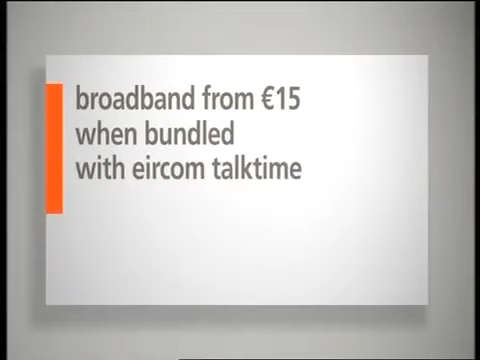 broadband from €15
when bundled
with eircom talktime